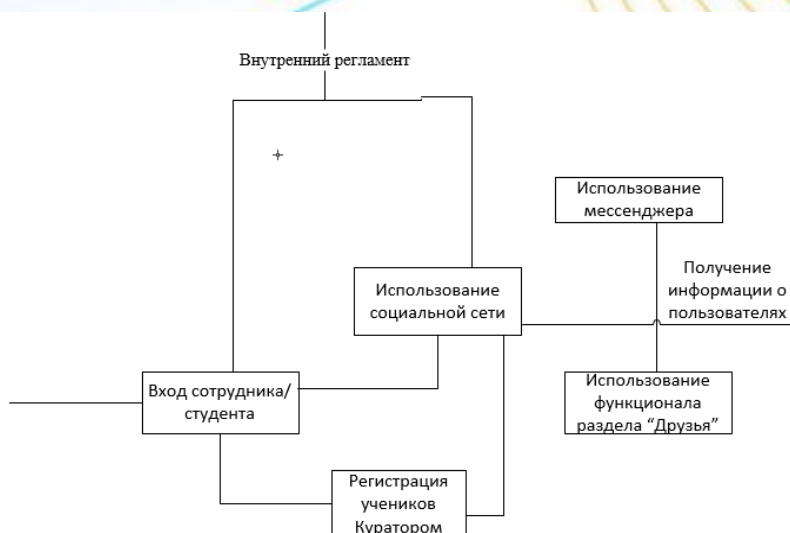 Внутренний регламент
Использование
мессенджера
Получение
информации о
пользователях
Использование
социальной сети
Вход сотрудника/
студента
Использование
функционала
раздела “Друзья”
Регистрация
учеников
Куратором